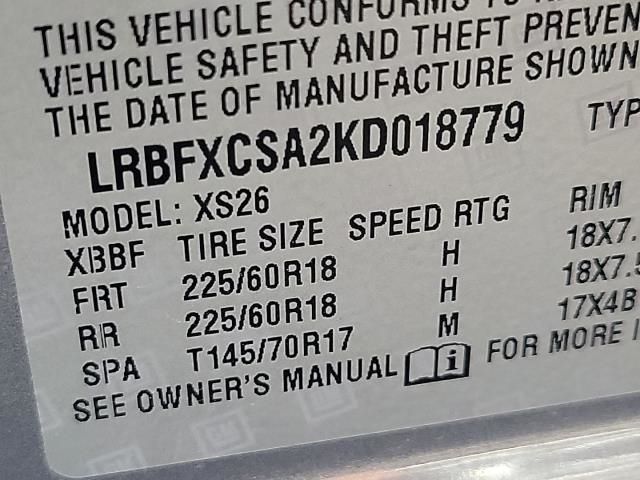 THIS VEHICLE CONFORMS TO
VEHICLE SAFETY AND THEFT PREVEN
THE DATE OF MANUFACTURE SHOWN
LRBFXCSA2KD018779 TYP
MODEL: XS26
XBBF TIRE SIZE SPEED RTG RIM
FRT 225/60R18 H 18X7.
RR 225/60R18 H 18X7.5
SPA T145/70R17 M 17X4B
SEE OWNER'S MANUAL i FOR MORE I